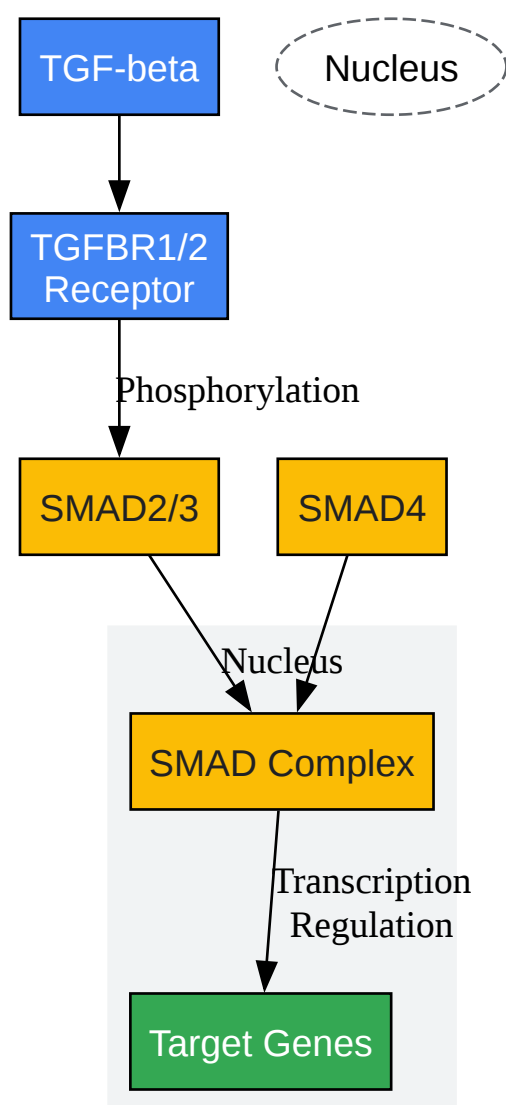 TGF-beta
Nucleus
TGFBR1/2
Receptor
Phosphorylation
SMAD2/3
SMAD4
Nucleus
SMAD Complex
Transcription
Regulation
Target Genes